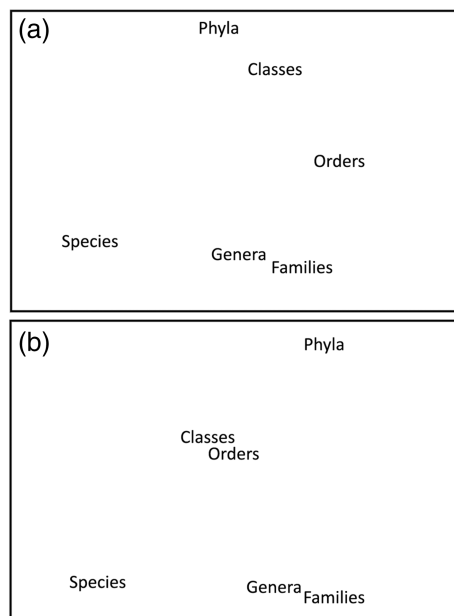 (a)
Phyla
Classes
Orders
Species
Genera
Families
(b)
Phyla
Classes
Orders
Species
Genera
Families